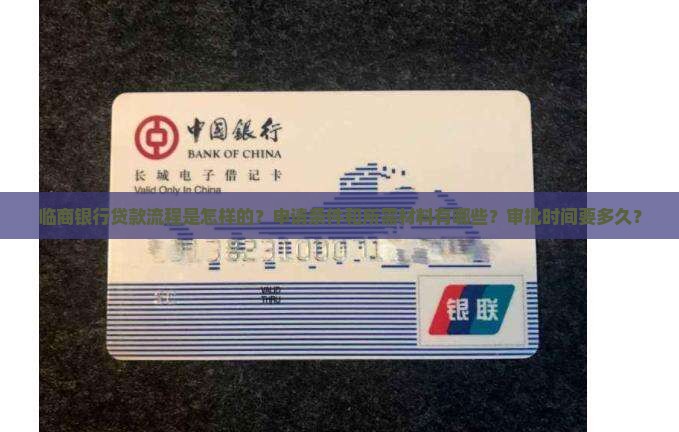 中国銀行
BANK OF CHINA
长城电子借记卡
Valid Only In China
临商银行贷款流程是怎样的？申请条件和所需材料有哪些？审批时间要多久？
VALID
THRU
银联